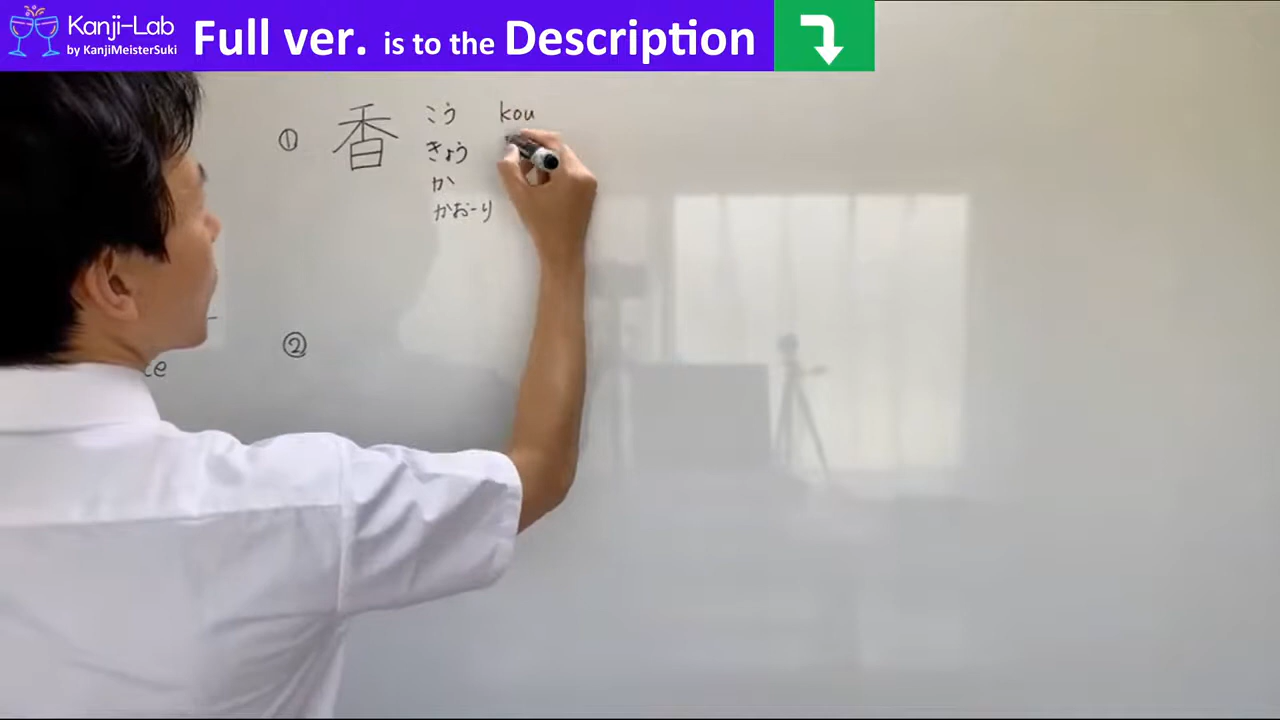 Kanji-Lab
by KanjiMeisterSuki
Full ver. is to the Description
① 香 こう kou
きょう
か
かおーり
②